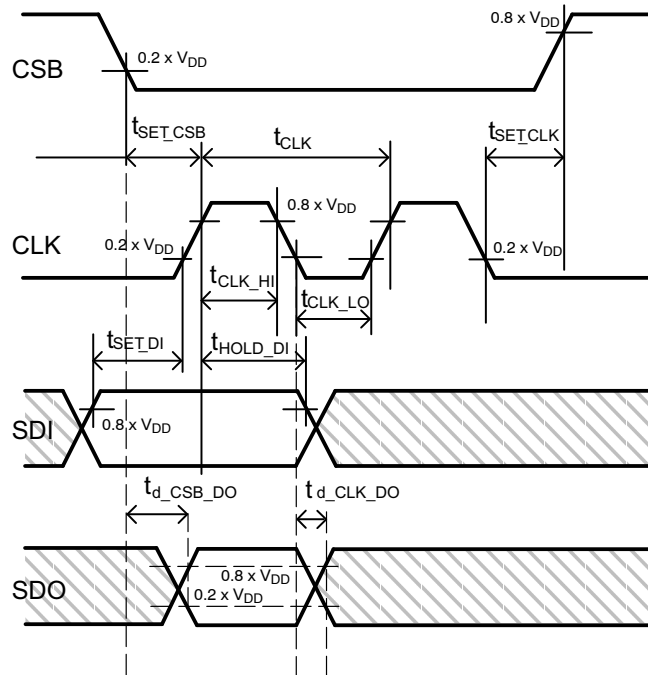 0.8 x VDD
CSB
0.2 x VDD
tSET_CSB
tCLK
tSET_CLK
0.8 x VDD
CLK
0.2 x VDD
0.2 x VDD
tCLK_HI
tCLK_LO
tSET_DI
tHOLD_DI
SDI
0.8 x VDD
td_CSB_DO
t d_CLK_DO
SDO
0.8 x VDD
0.2 x VDD